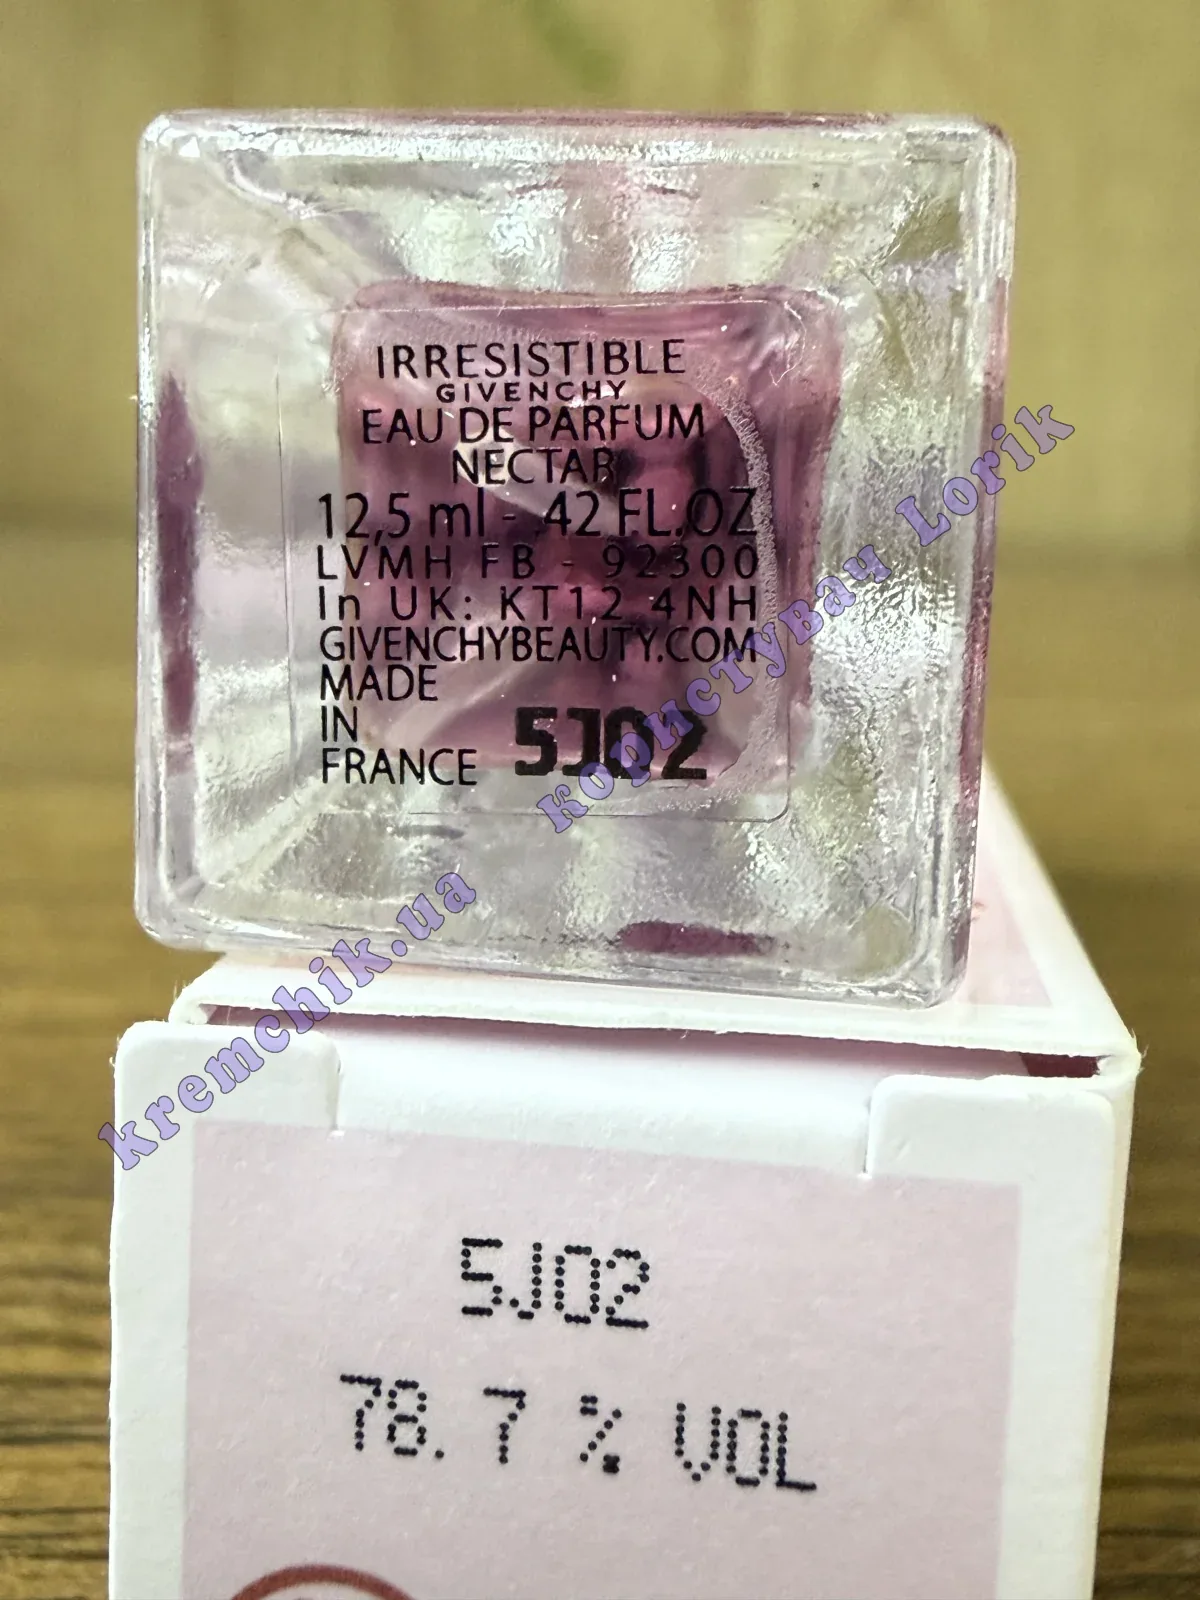 IRRESISTIBLE
GIVENCHY
EAU DE PARFUM
NECTAR
12,5 ml - 42 FL.OZ
LVMH FB - 92300
In UK: KT12 4NH
GIVENCHYBEAUTY.COM
MADE
IN
FRANCE
5J02
kremchik.ua
користувач Lorik
5J02
78.7 % VOL